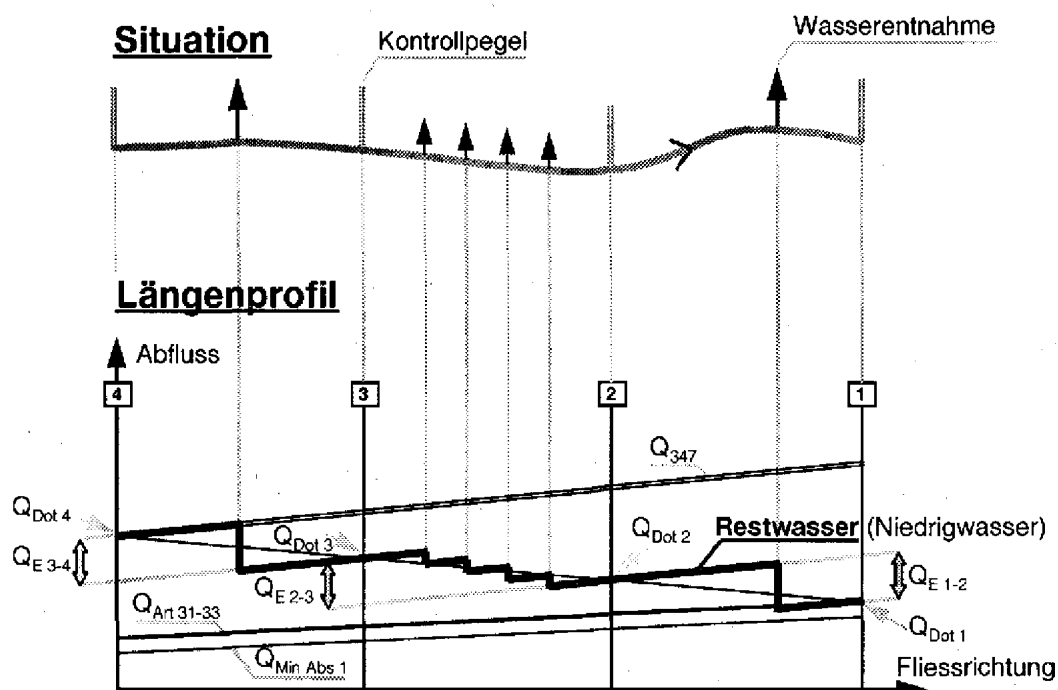 Situation
Kontrollpegel
Wasserentnahme
Längenprofil
Abfluss
4
3
2
1
Q347
QDot 4
QDot 3
QDot 2
Restwasser (Niedrigwasser)
QE 3-4
QE 2-3
QE 1-2
QArt 31-33
QDot 1
QMin Abs 1
Fliessrichtung